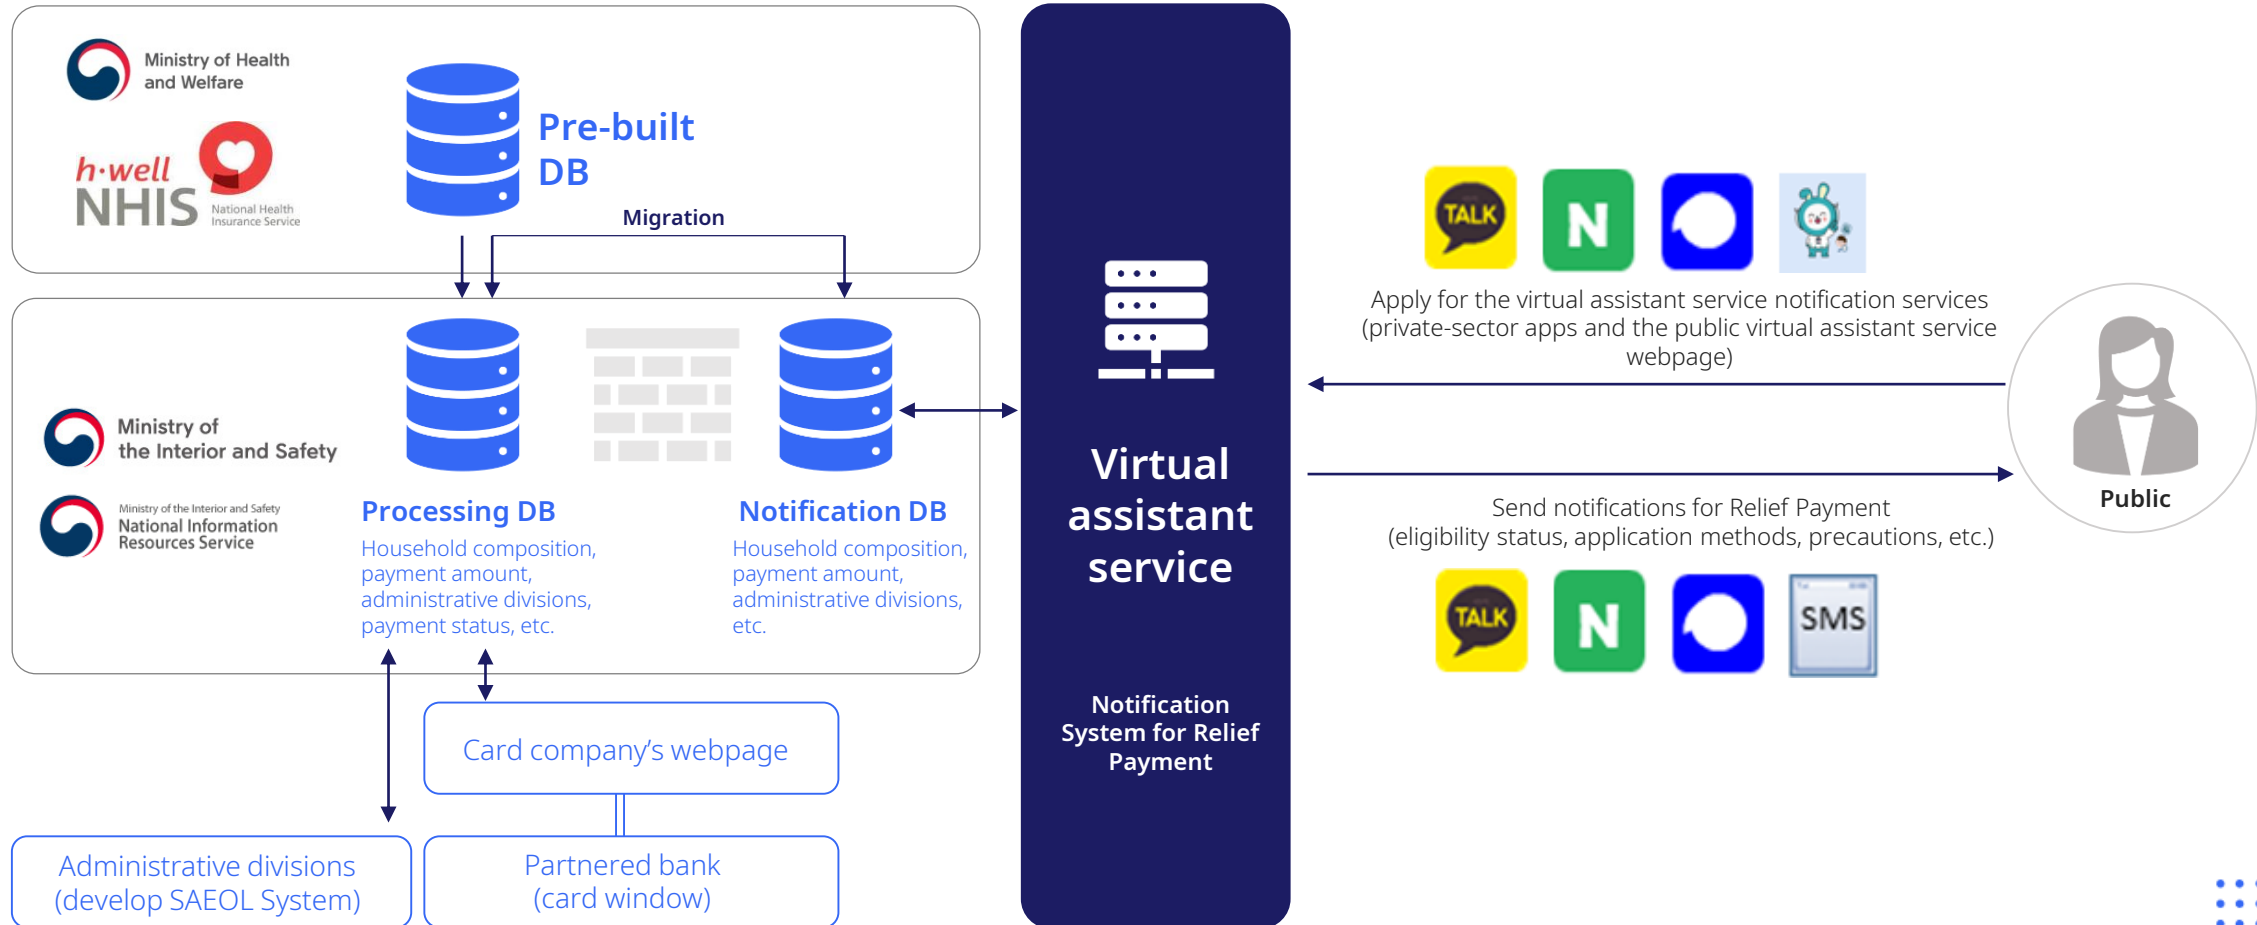 Ministry of Health
and Welfare
h·well
NHIS
National Health
Insurance Service
Pre-built
DB
Migration
Ministry of
the Interior and Safety
Ministry of the Interior and Safety
National Information
Resources Service
Processing DB
Household composition,
payment amount,
administrative divisions,
payment status, etc.
Notification DB
Household composition,
payment amount,
administrative divisions,
etc.
Card company’s webpage
Administrative divisions
(develop SAEOL System)
Partnered bank
(card window)
Virtual
assistant
service
Notification
System for Relief
Payment
TALK
N
Apply for the virtual assistant service notification services
(private-sector apps and the public virtual assistant service
webpage)
Public
Send notifications for Relief Payment
(eligibility status, application methods, precautions, etc.)
TALK
N
SMS